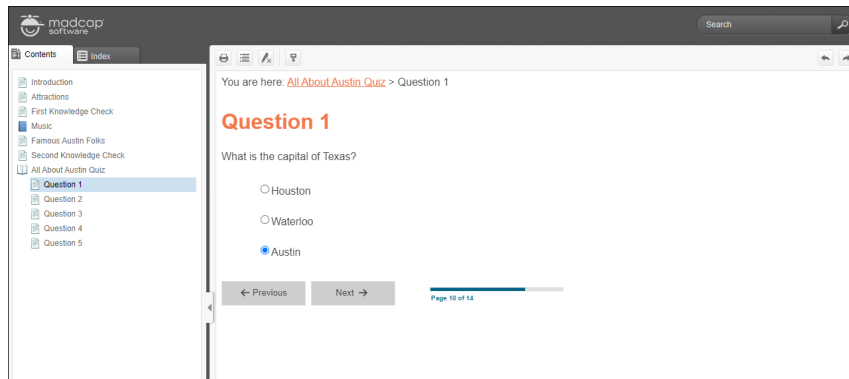 madcap
software
Search
Contents
Index
Introduction
Attractions
First Knowledge Check
Music
Famous Austin Folks
Second Knowledge Check
All About Austin Quiz
Question 1
Question 2
Question 3
Question 4
Question 5
You are here: All About Austin Quiz > Question 1
Question 1
What is the capital of Texas?
Houston
Waterloo
Austin
← Previous
Next →
Page 10 of 14